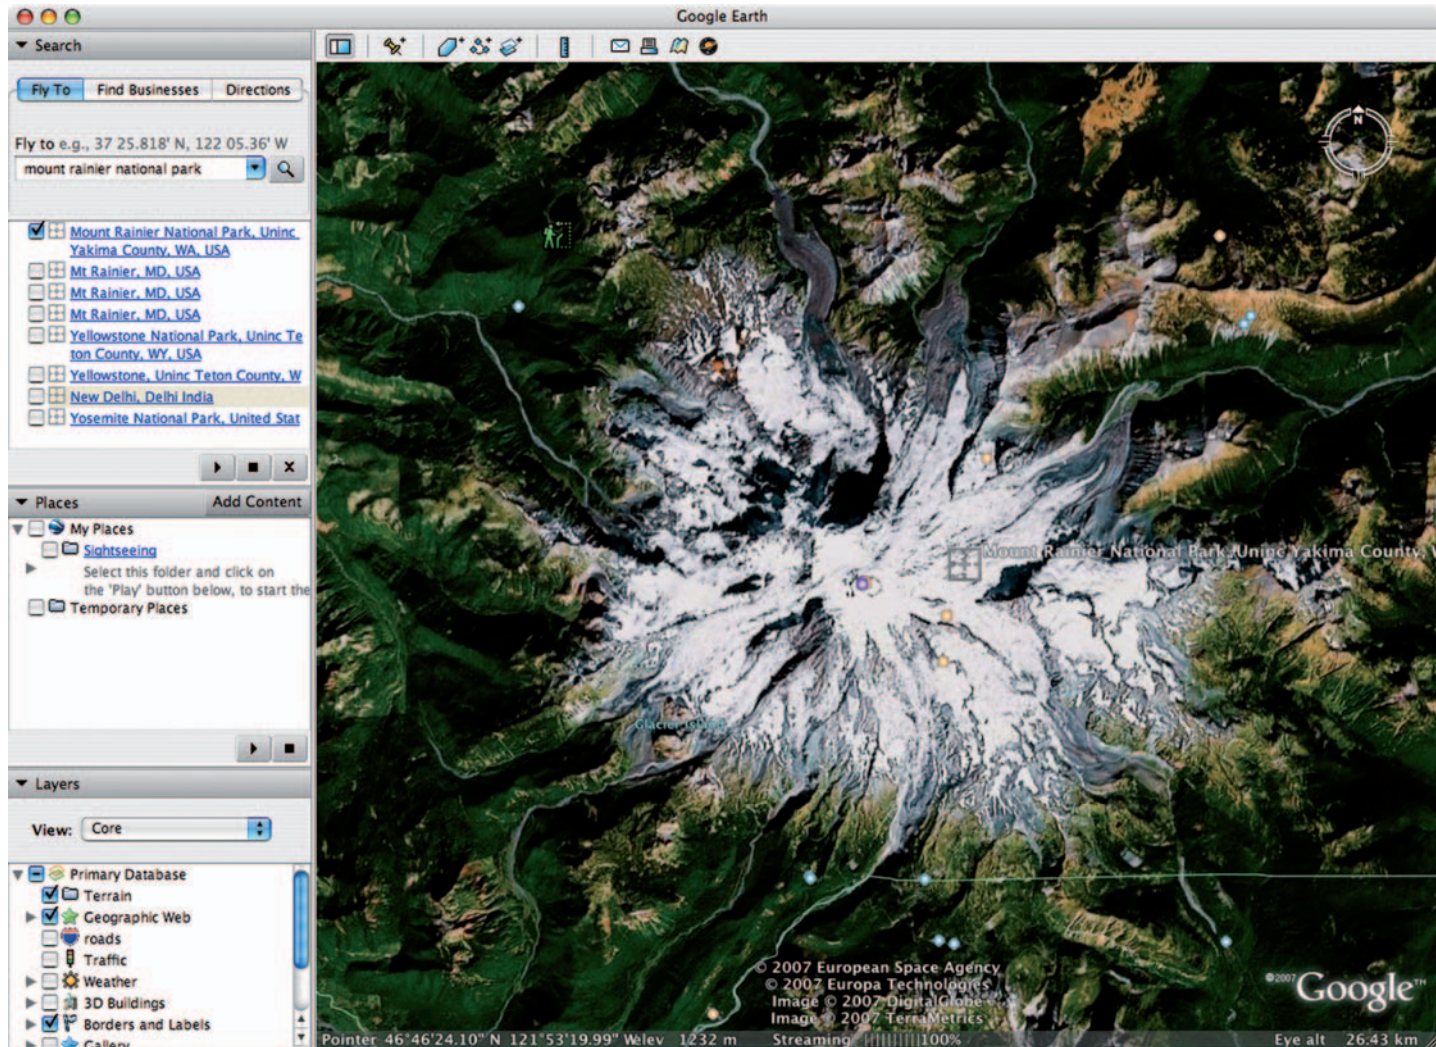 Google Earth
Search
Fly To
Find Businesses
Directions
Fly to e.g., 37 25.818' N, 122 05.36' W
mount rainier national park
Mount Rainier National Park, Uninc
Yakima County, WA, USA
Mt Rainier, MD, USA
Mt Rainier, MD, USA
Mt Rainier, MD, USA
Yellowstone National Park, Uninc Te
ton County, WY, USA
Yellowstone, Uninc Teton County, W
New Delhi, Delhi India
Yosemite National Park, United Stat
Places
Add Content
My Places
Sightseeing
Select this folder and click on
the 'Play' button below, to start the
Temporary Places
Layers
View: Core
Primary Database
Terrain
Geographic Web
roads
Traffic
Weather
3D Buildings
Borders and Labels
Gallery
N
Mount Rainier National Park, Uninc Yakima County, W
Glacier Island
© 2007 European Space Agency
© 2007 Europa Technologies
Image © 2007 DigitalGlobe
Image © 2007 TerraMetrics
©2007 Google™
Pointer 46°46'24.10" N 121°53'19.99" W elev 1232 m
Streaming 100%
Eye alt 26.43 km